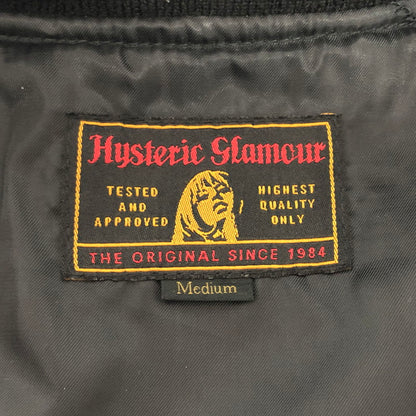 Hysteric Glamour
TESTED AND APPROVED
HIGHEST QUALITY ONLY
THE ORIGINAL SINCE 1984
Medium